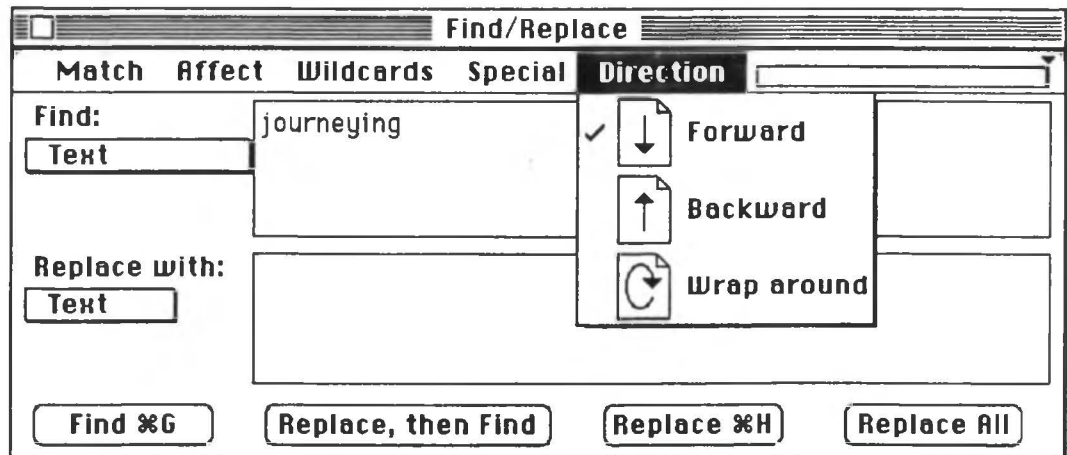 Find/Replace
Match Affect Wildcards Special Direction
Find:
Text
journeying
✓ Forward
Backward
Wrap around
Replace with:
Text
Find ⌘G
Replace, then Find
Replace ⌘H
Replace All